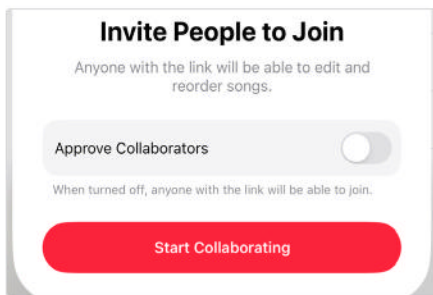 Invite People to Join
Anyone with the link will be able to edit and
reorder songs.
Approve Collaborators
When turned off, anyone with the link will be able to join.
Start Collaborating